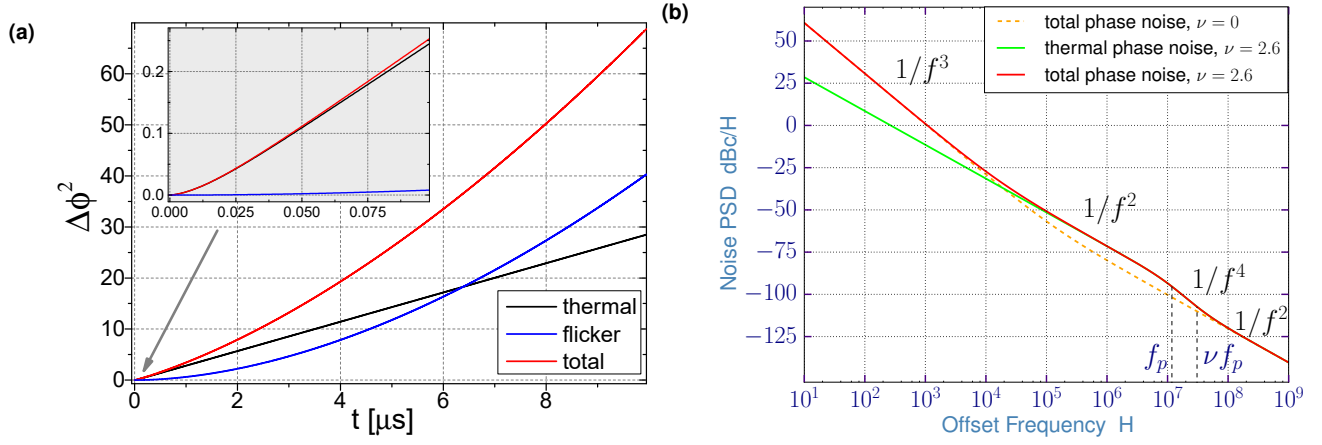 (a)
Δϕ²
60
50
40
30
20
10
0
0.2
0.1
0.0
0.000 0.025 0.050 0.075
thermal
flicker
total
0 2 4 6 8
t [µs]
(b)
50
25
0
−25
−50
−75
−100
−125
Noise PSD dBc/H
total phase noise, ν = 0
thermal phase noise, ν = 2.6
total phase noise, ν = 2.6
1/f³
1/f²
1/f⁴
1/f²
f_p νf_p
10¹ 10² 10³ 10⁴ 10⁵ 10⁶ 10⁷ 10⁸ 10⁹
Offset Frequency H